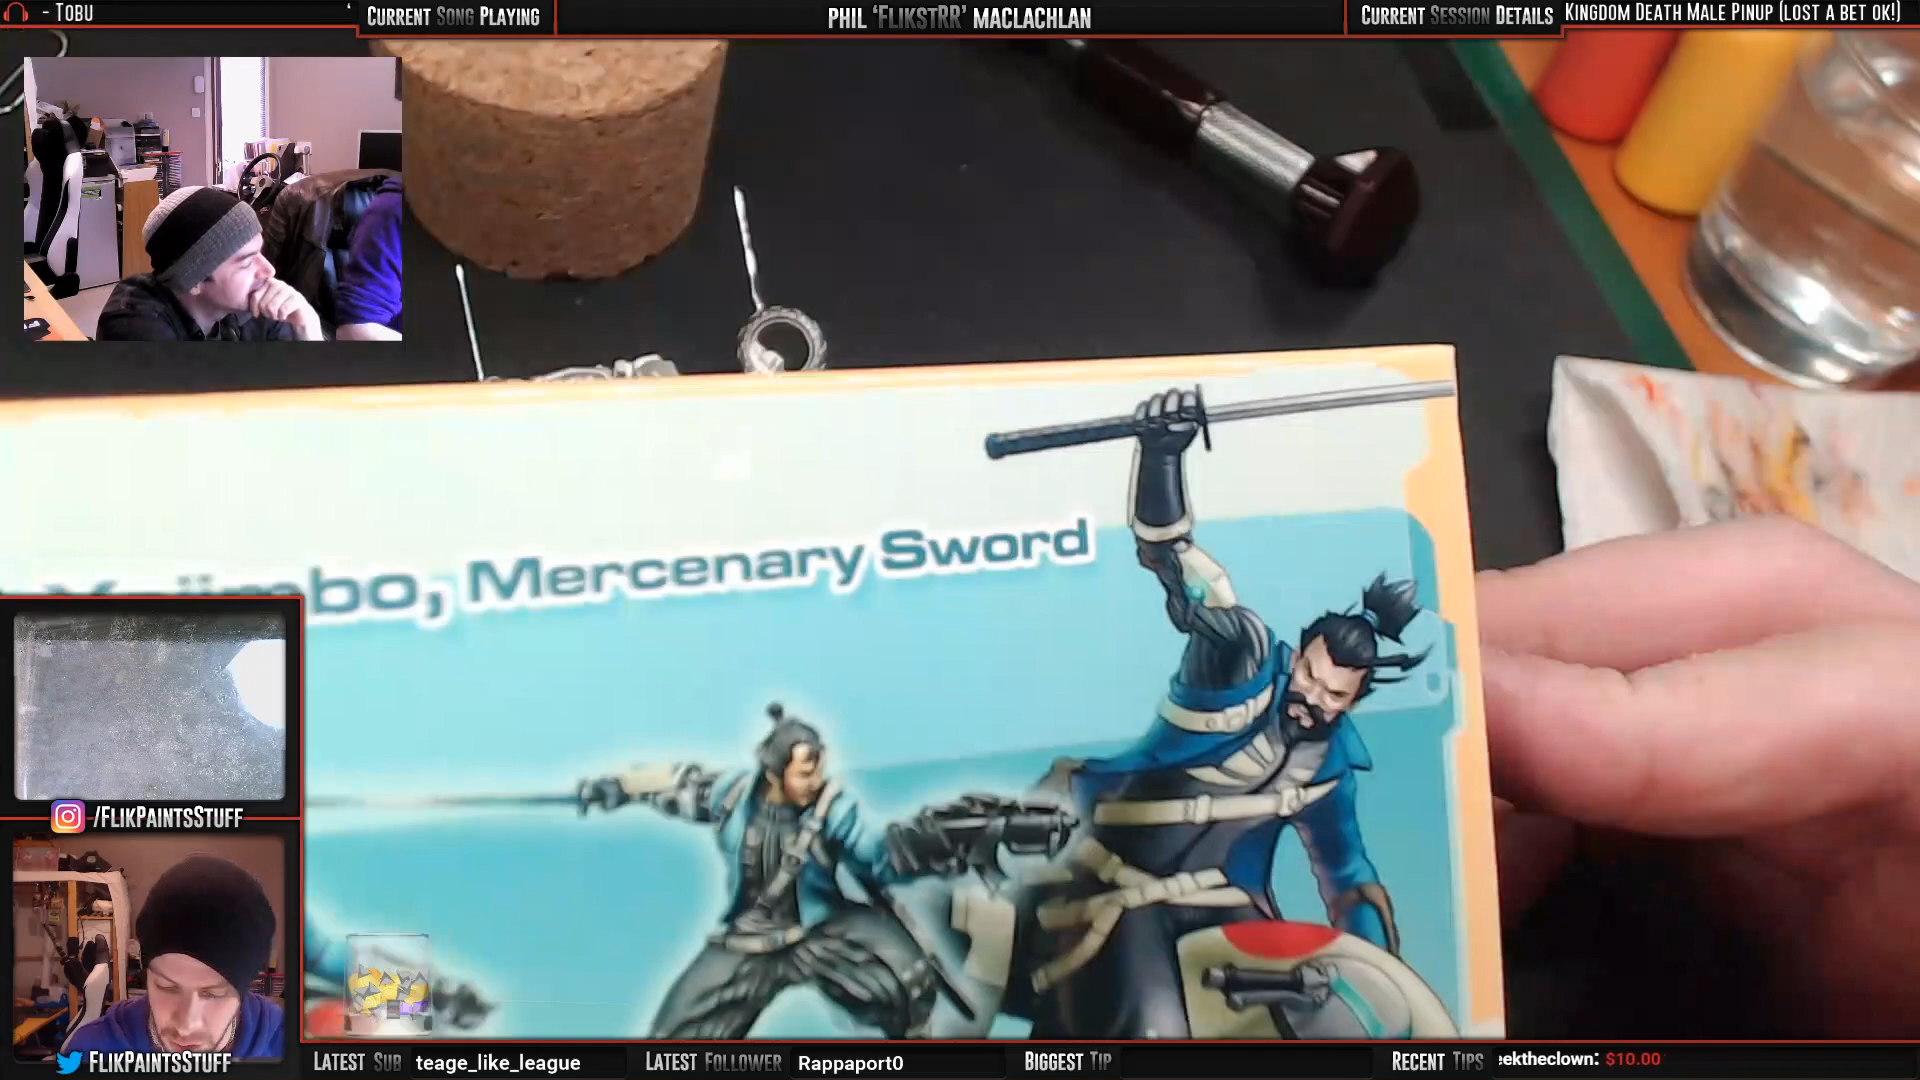 - Tobu
Current Song Playing
Phil 'FlikstRR' MacLachlan
Current Session Details
Kingdom Death Male Pinup (lost a bet ok!)
bo, Mercenary Sword
/FlikPaintsStuff
FlikPaintsStuff
Latest Sub teage_like_league
Latest Follower Rappaport0
Biggest Tip
Recent Tips eektheclown: $10.00